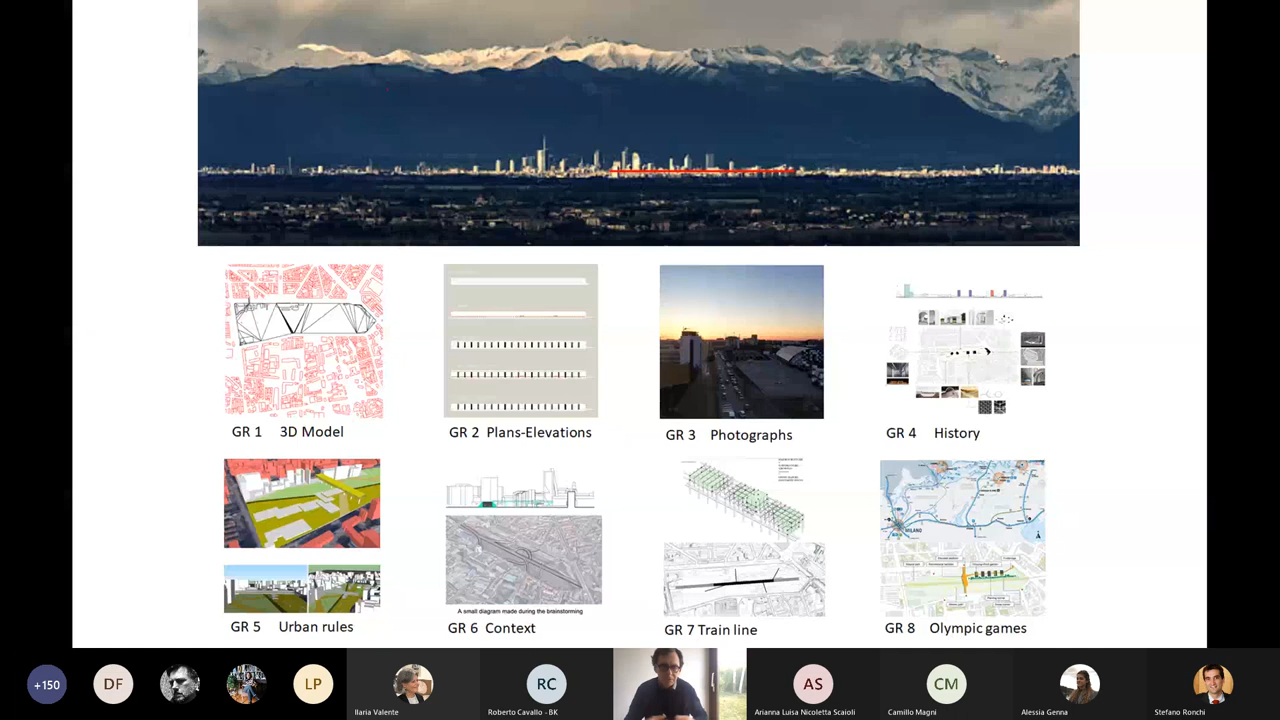 GR 1 3D Model
GR 2 Plans-Elevations
GR 3 Photographs
GR 4 History
MILANO
A small diagram made during the brainstorming
GR 5 Urban rules
GR 6 Context
GR 7 Train line
GR 8 Olympic games
+150
DF
LP
Ilaria Valente
RC
Roberto Cavallo - BK
AS
Arianna Luisa Nicoletta Scaioli
CM
Camillo Magni
Alessia Genna
Stefano Ronchi